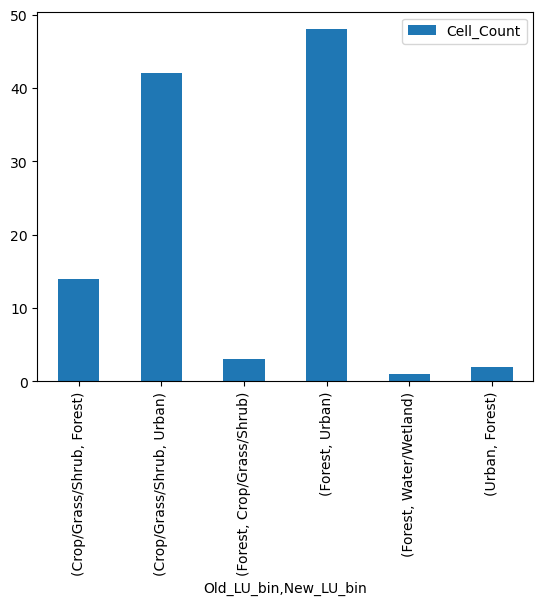 50
40
30
20
10
0
Cell_Count
(Crop/Grass/Shrub, Forest)
(Crop/Grass/Shrub, Urban)
(Forest, Crop/Grass/Shrub)
(Forest, Urban)
(Forest, Water/Wetland)
(Urban, Forest)
Old_LU_bin,New_LU_bin